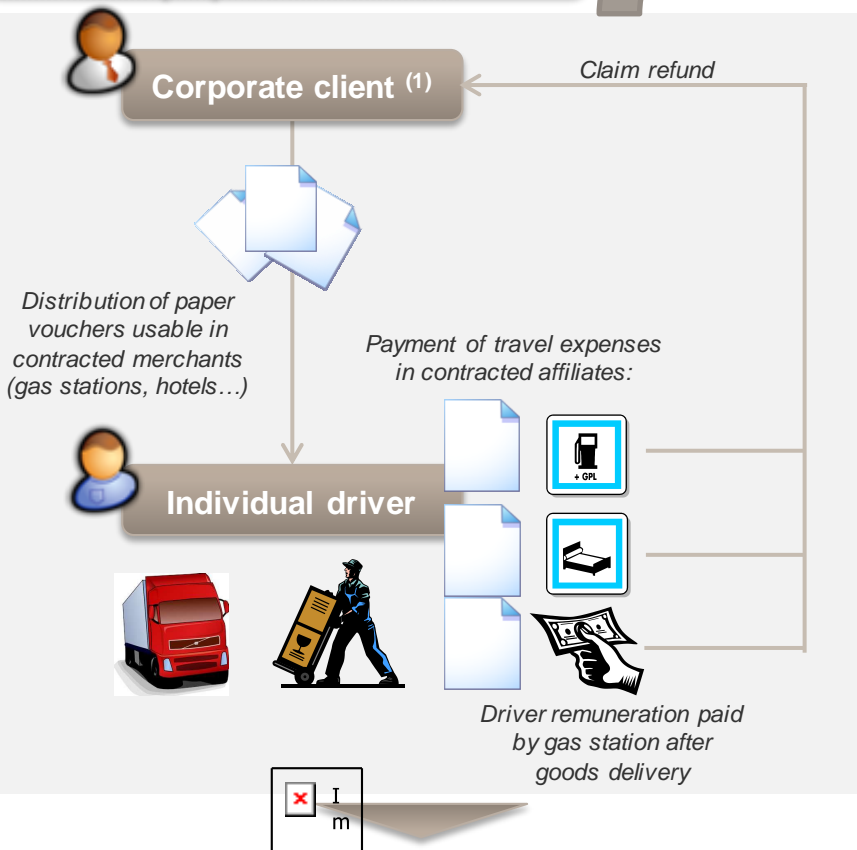 Claim refund
Corporate client (1)
Distribution of paper
vouchers usable in
contracted merchants
(gas stations, hotels…)
Payment of travel expenses
in contracted affiliates:
+ GPL
Individual driver
Driver remuneration paid
by gas station after
goods delivery
I
m